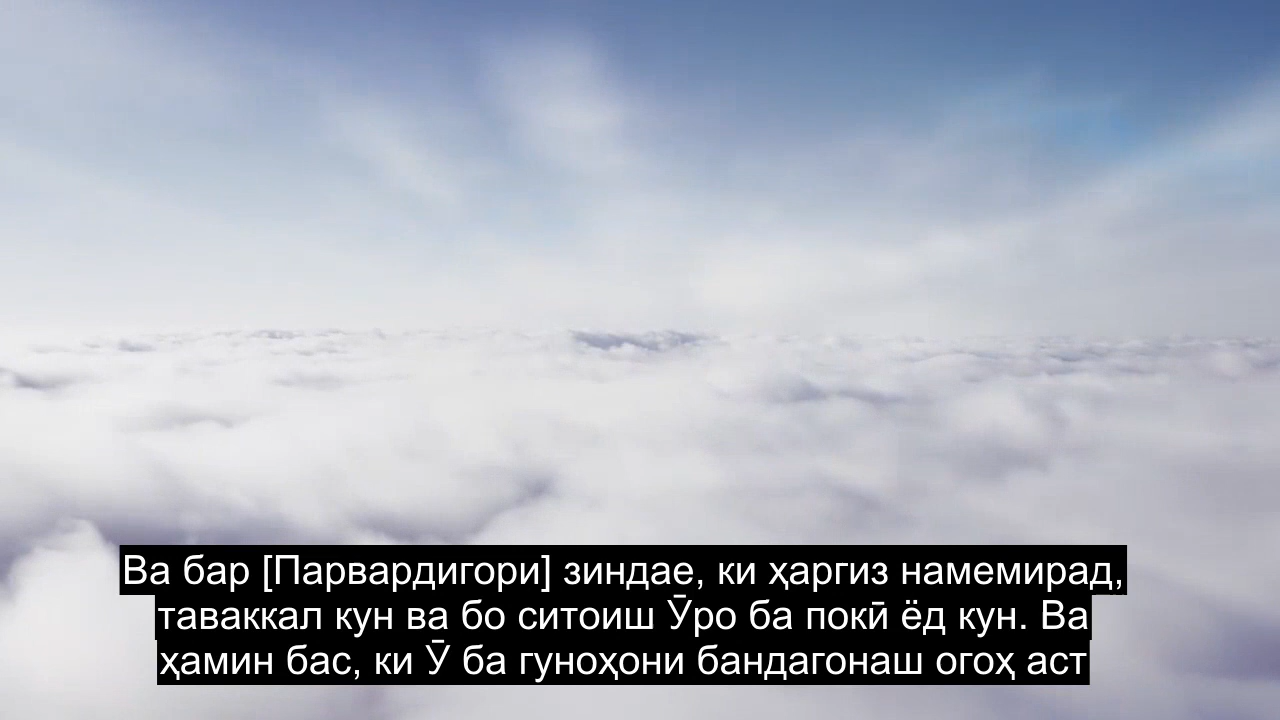 Ва бар [Парвардигори] зиндае, ки ҳаргиз намемирад,
таваккал кун ва бо ситоиш Ӯро ба покӣ ёд кун. Ва
ҳамин бас, ки Ӯ ба гуноҳони бандагонаш огоҳ аст